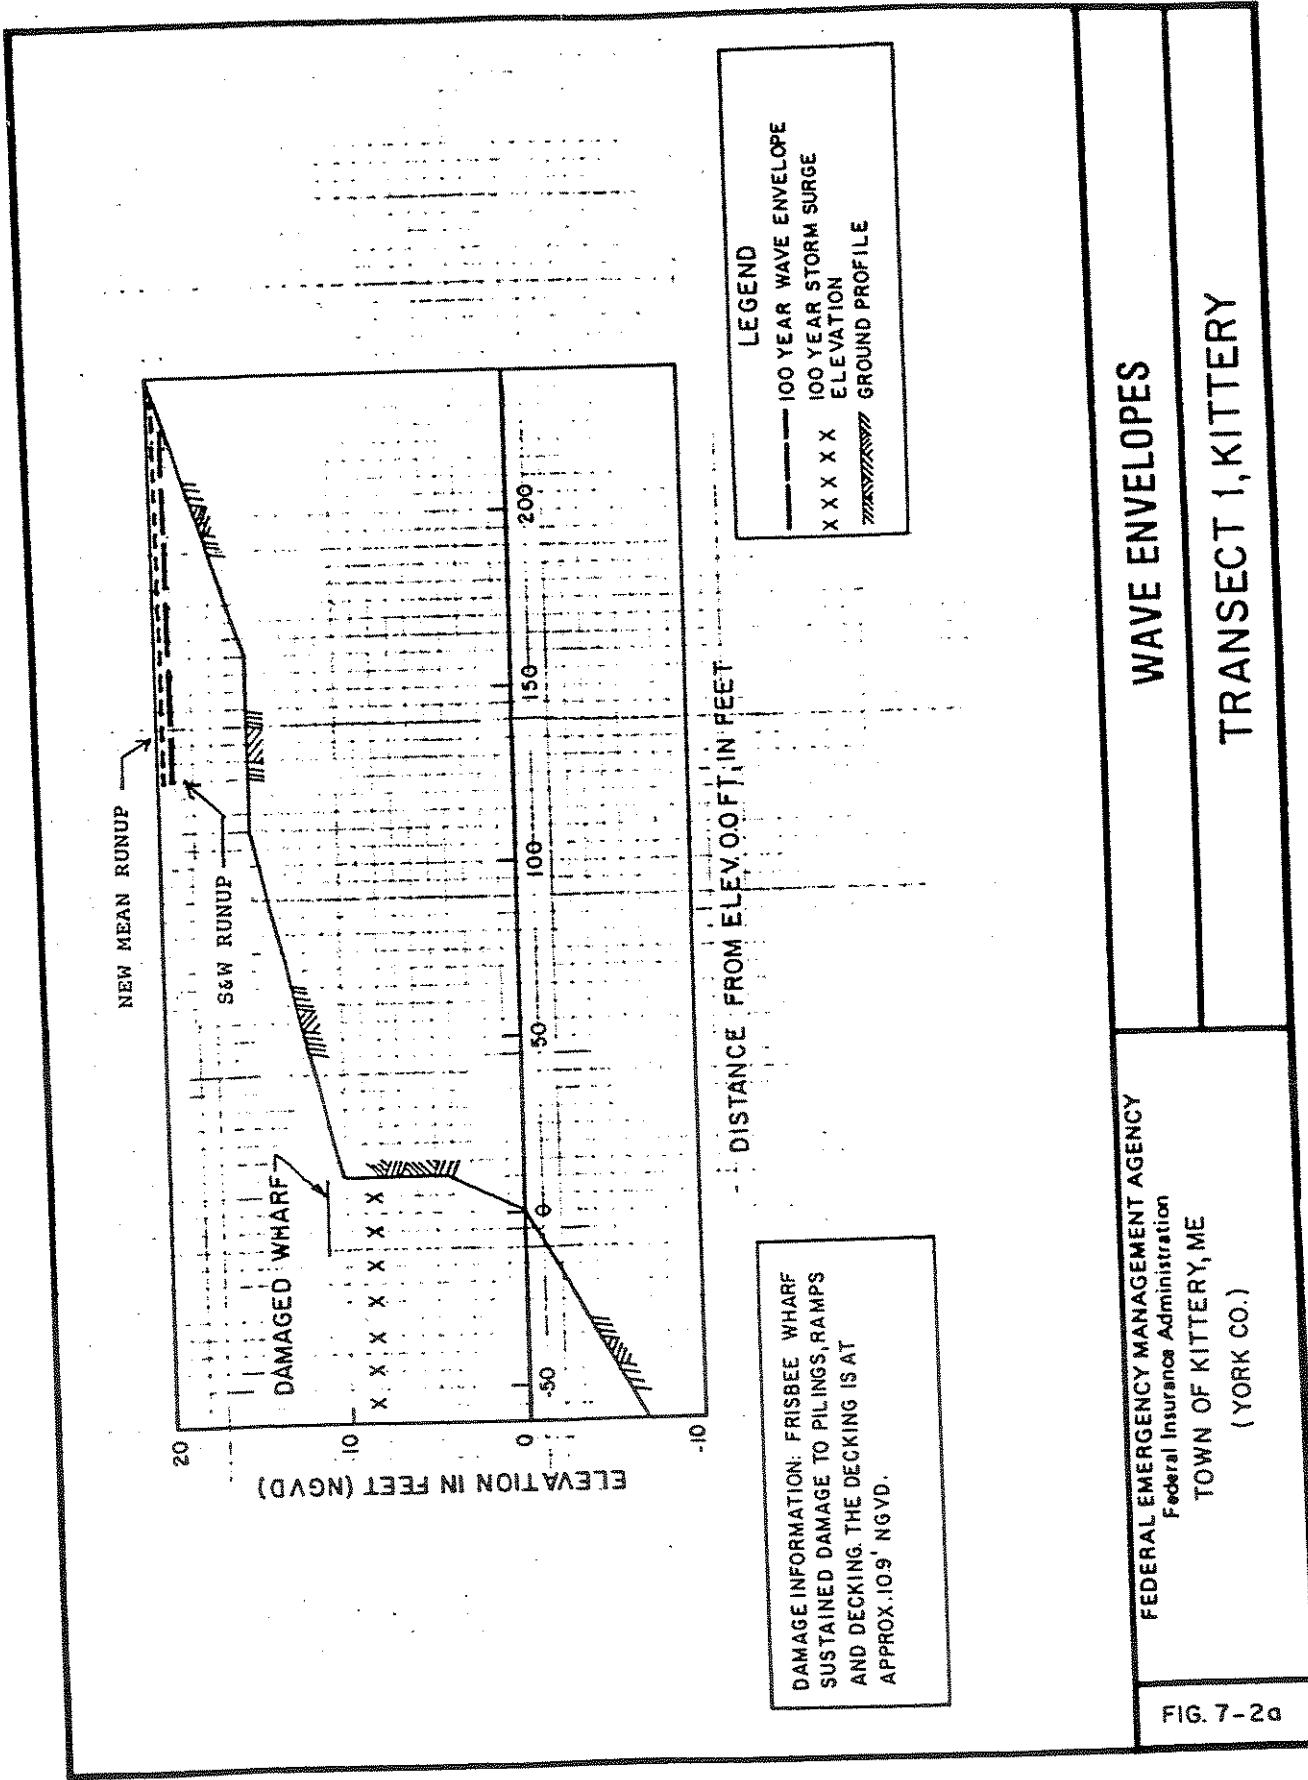 NEW MEAN RUNUP
S&W RUNUP
DAMAGED WHARF
ELEVATION IN FEET (NGVD)
20
10
0
-10
X X X X X X X
-50
0
50
100
150
200
DISTANCE FROM ELEV. 0.0 FT, IN FEET
DAMAGE INFORMATION: FRISBEE WHARF
SUSTAINED DAMAGE TO PILINGS, RAMPS
AND DECKING. THE DECKING IS AT
APPROX. 10.9' NGVD.
LEGEND
100 YEAR WAVE ENVELOPE
X X X X X 100 YEAR STORM SURGE
ELEVATION
GROUND PROFILE
FEDERAL EMERGENCY MANAGEMENT AGENCY
Federal Insurance Administration
TOWN OF KITTERY, ME
(YORK CO.)
WAVE ENVELOPES
TRANSECT 1, KITTERY
FIG. 7-2a